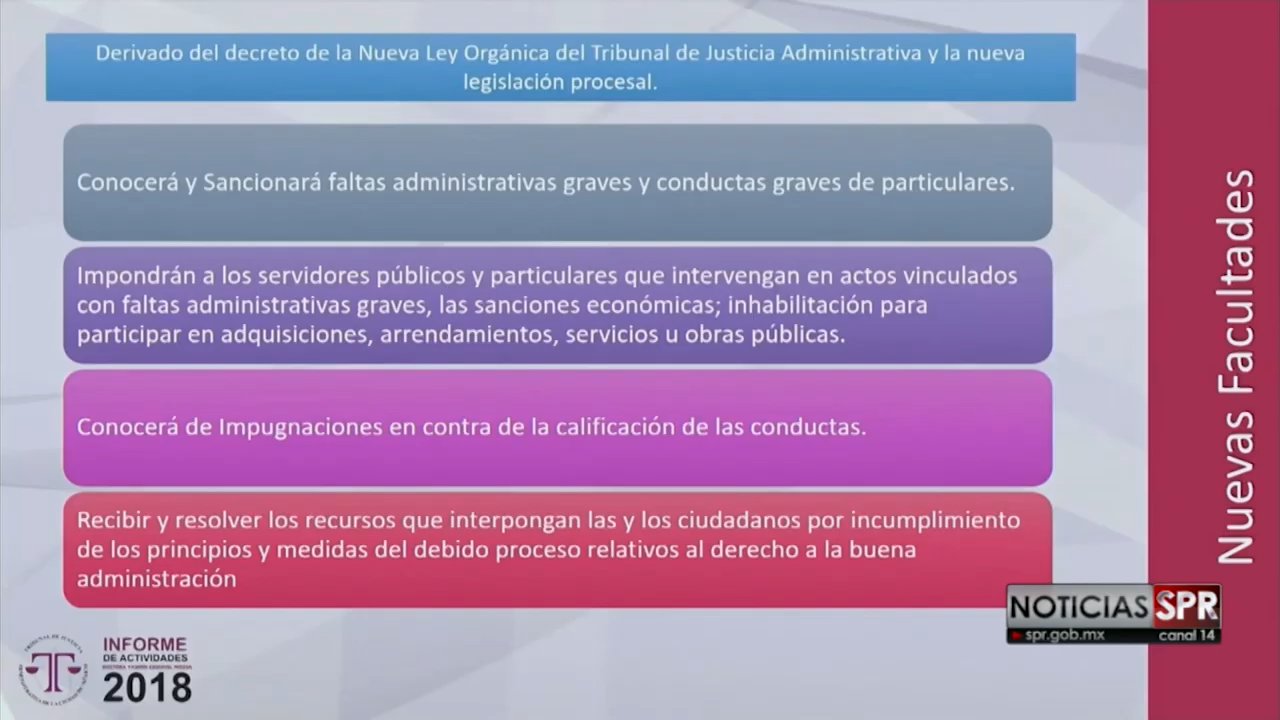 Derivado del decreto de la Nueva Ley Orgánica del Tribunal de Justicia Administrativa y la nueva
legislación procesal.
Conocerá y Sancionará faltas administrativas graves y conductas graves de particulares.
Impondrán a los servidores públicos y particulares que intervengan en actos vinculados
con faltas administrativas graves, las sanciones económicas; inhabilitación para
participar en adquisiciones, arrendamientos, servicios u obras públicas.
Conocerá de Impugnaciones en contra de la calificación de las conductas.
Recibir y resolver los recursos que interpongan las y los ciudadanos por incumplimiento
de los principios y medidas del debido proceso relativos al derecho a la buena
administración
Nuevas Facultades
NOTICIAS SPR
spr.gob.mx canal 14
INFORME
DE ACTIVIDADES
2018